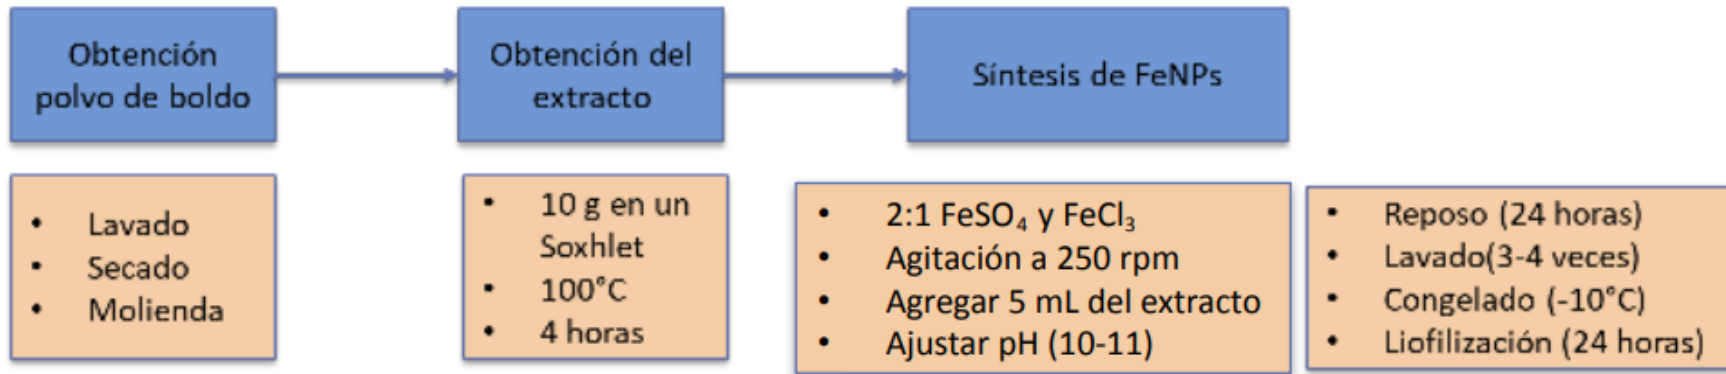 Obtención
polvo de boldo
Obtención del
extracto
Síntesis de FeNPs
• Lavado
• Secado
• Molienda
• 10 g en un
Soxhlet
• 100°C
• 4 horas
• 2:1 FeSO₄ y FeCl₃
• Agitación a 250 rpm
• Agregar 5 mL del extracto
• Ajustar pH (10-11)
• Reposo (24 horas)
• Lavado(3-4 veces)
• Congelado (-10°C)
• Liofilización (24 horas)